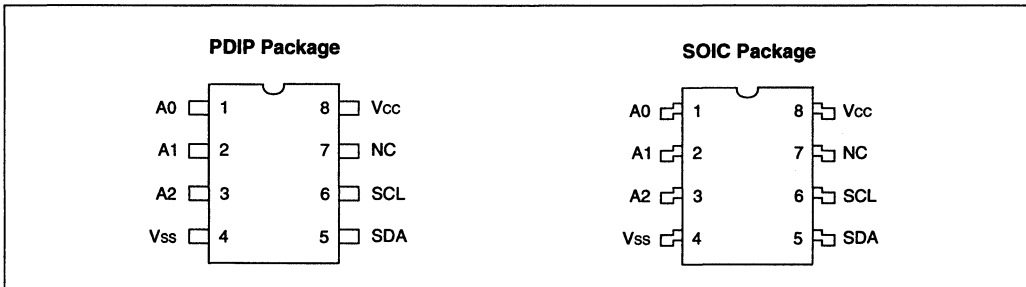 PDIP Package
A0 1 8 Vcc
A1 2 7 NC
A2 3 6 SCL
Vss 4 5 SDA
SOIC Package
A0 1 8 Vcc
A1 2 7 NC
A2 3 6 SCL
Vss 4 5 SDA